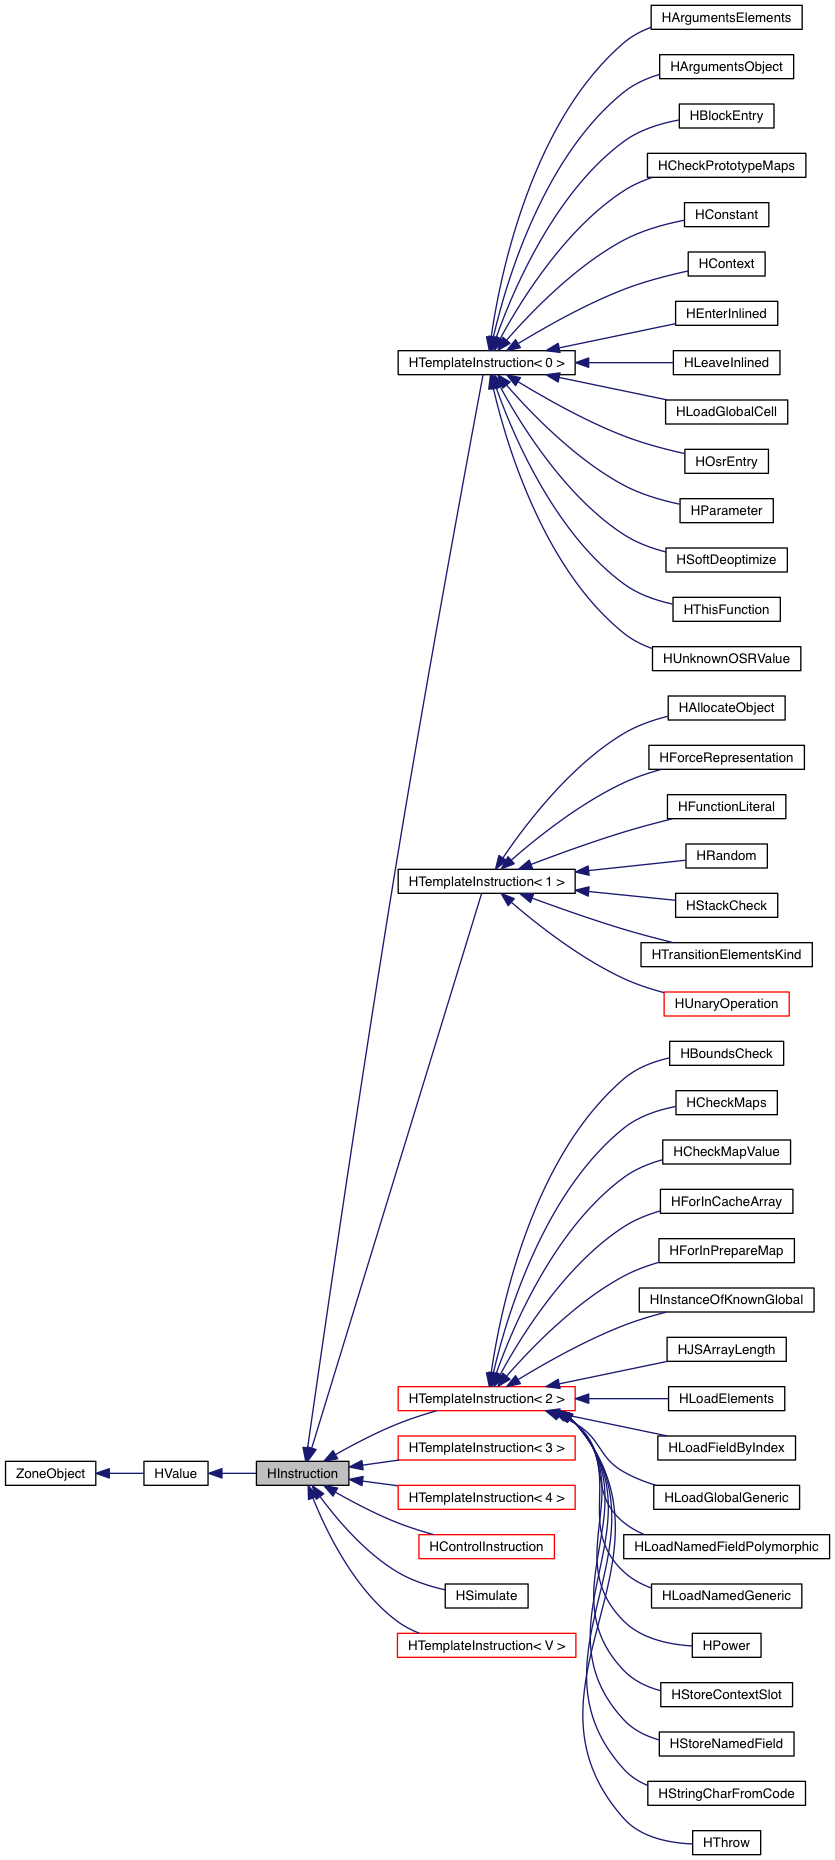 HArgumentsElements
HArgumentsObject
HBlockEntry
HCheckPrototypeMaps
HConstant
HContext
HEnterInlined
HTemplateInstruction< 0 >
HLeaveInlined
HLoadGlobalCell
HOsrEntry
HParameter
HSoftDeoptimize
HThisFunction
HUnknownOSRValue
HAllocateObject
HForceRepresentation
HFunctionLiteral
HRandom
HTemplateInstruction< 1 >
HStackCheck
HTransitionElementsKind
HUnaryOperation
HBoundsCheck
HCheckMaps
HCheckMapValue
HForInCacheArray
HForInPrepareMap
HInstanceOfKnownGlobal
HJSArrayLength
HTemplateInstruction< 2 >
HLoadElements
HTemplateInstruction< 3 >
HLoadFieldByIndex
ZoneObject
HValue
HInstruction
HTemplateInstruction< 4 >
HLoadGlobalGeneric
HControlInstruction
HLoadNamedFieldPolymorphic
HSimulate
HLoadNamedGeneric
HTemplateInstruction< V >
HPower
HStoreContextSlot
HStoreNamedField
HStringCharFromCode
HThrow